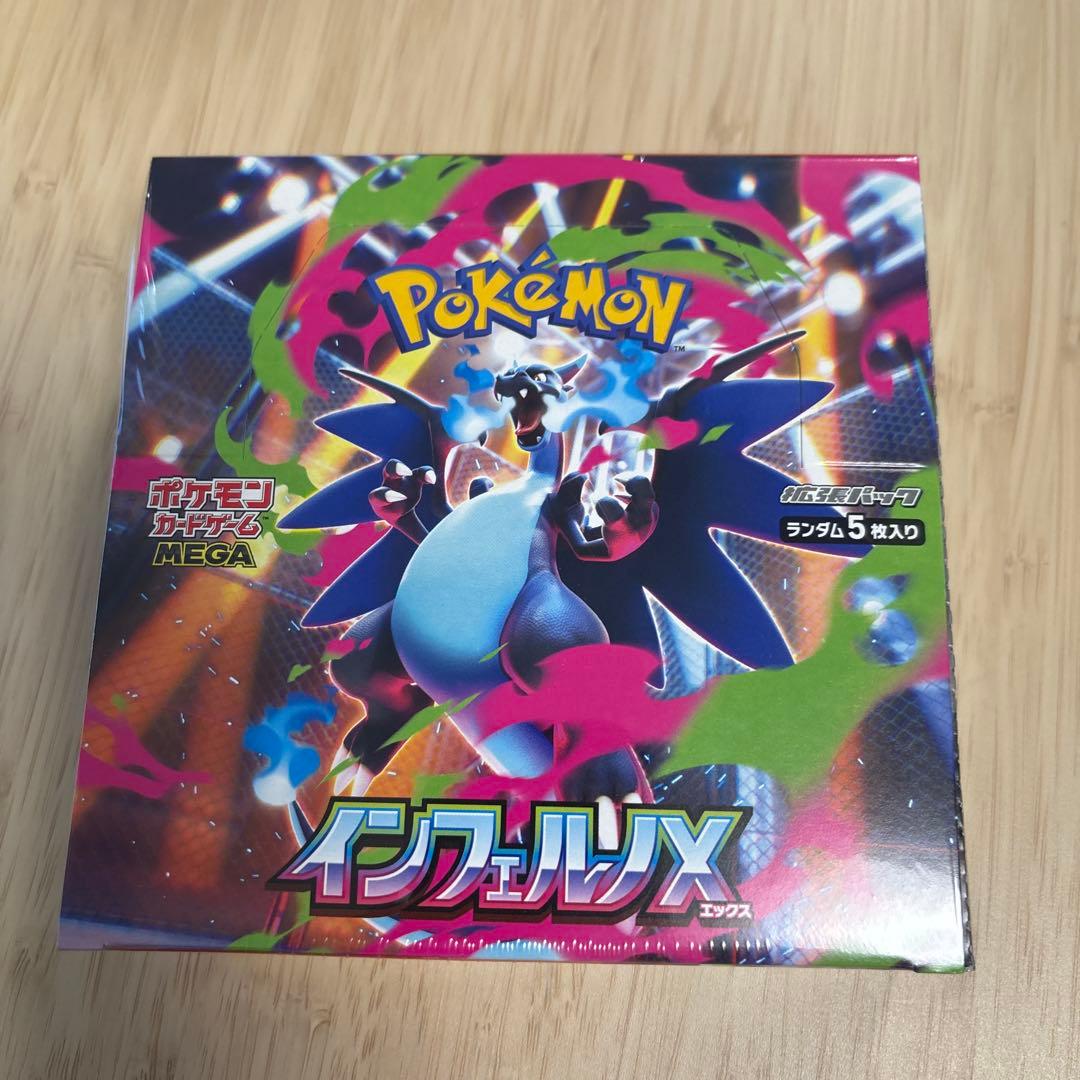 POKéMON
TM
ポケモン
カードゲーム
MEGA
拡張パック
ランダム5枚入り
インフェルノX
エックス